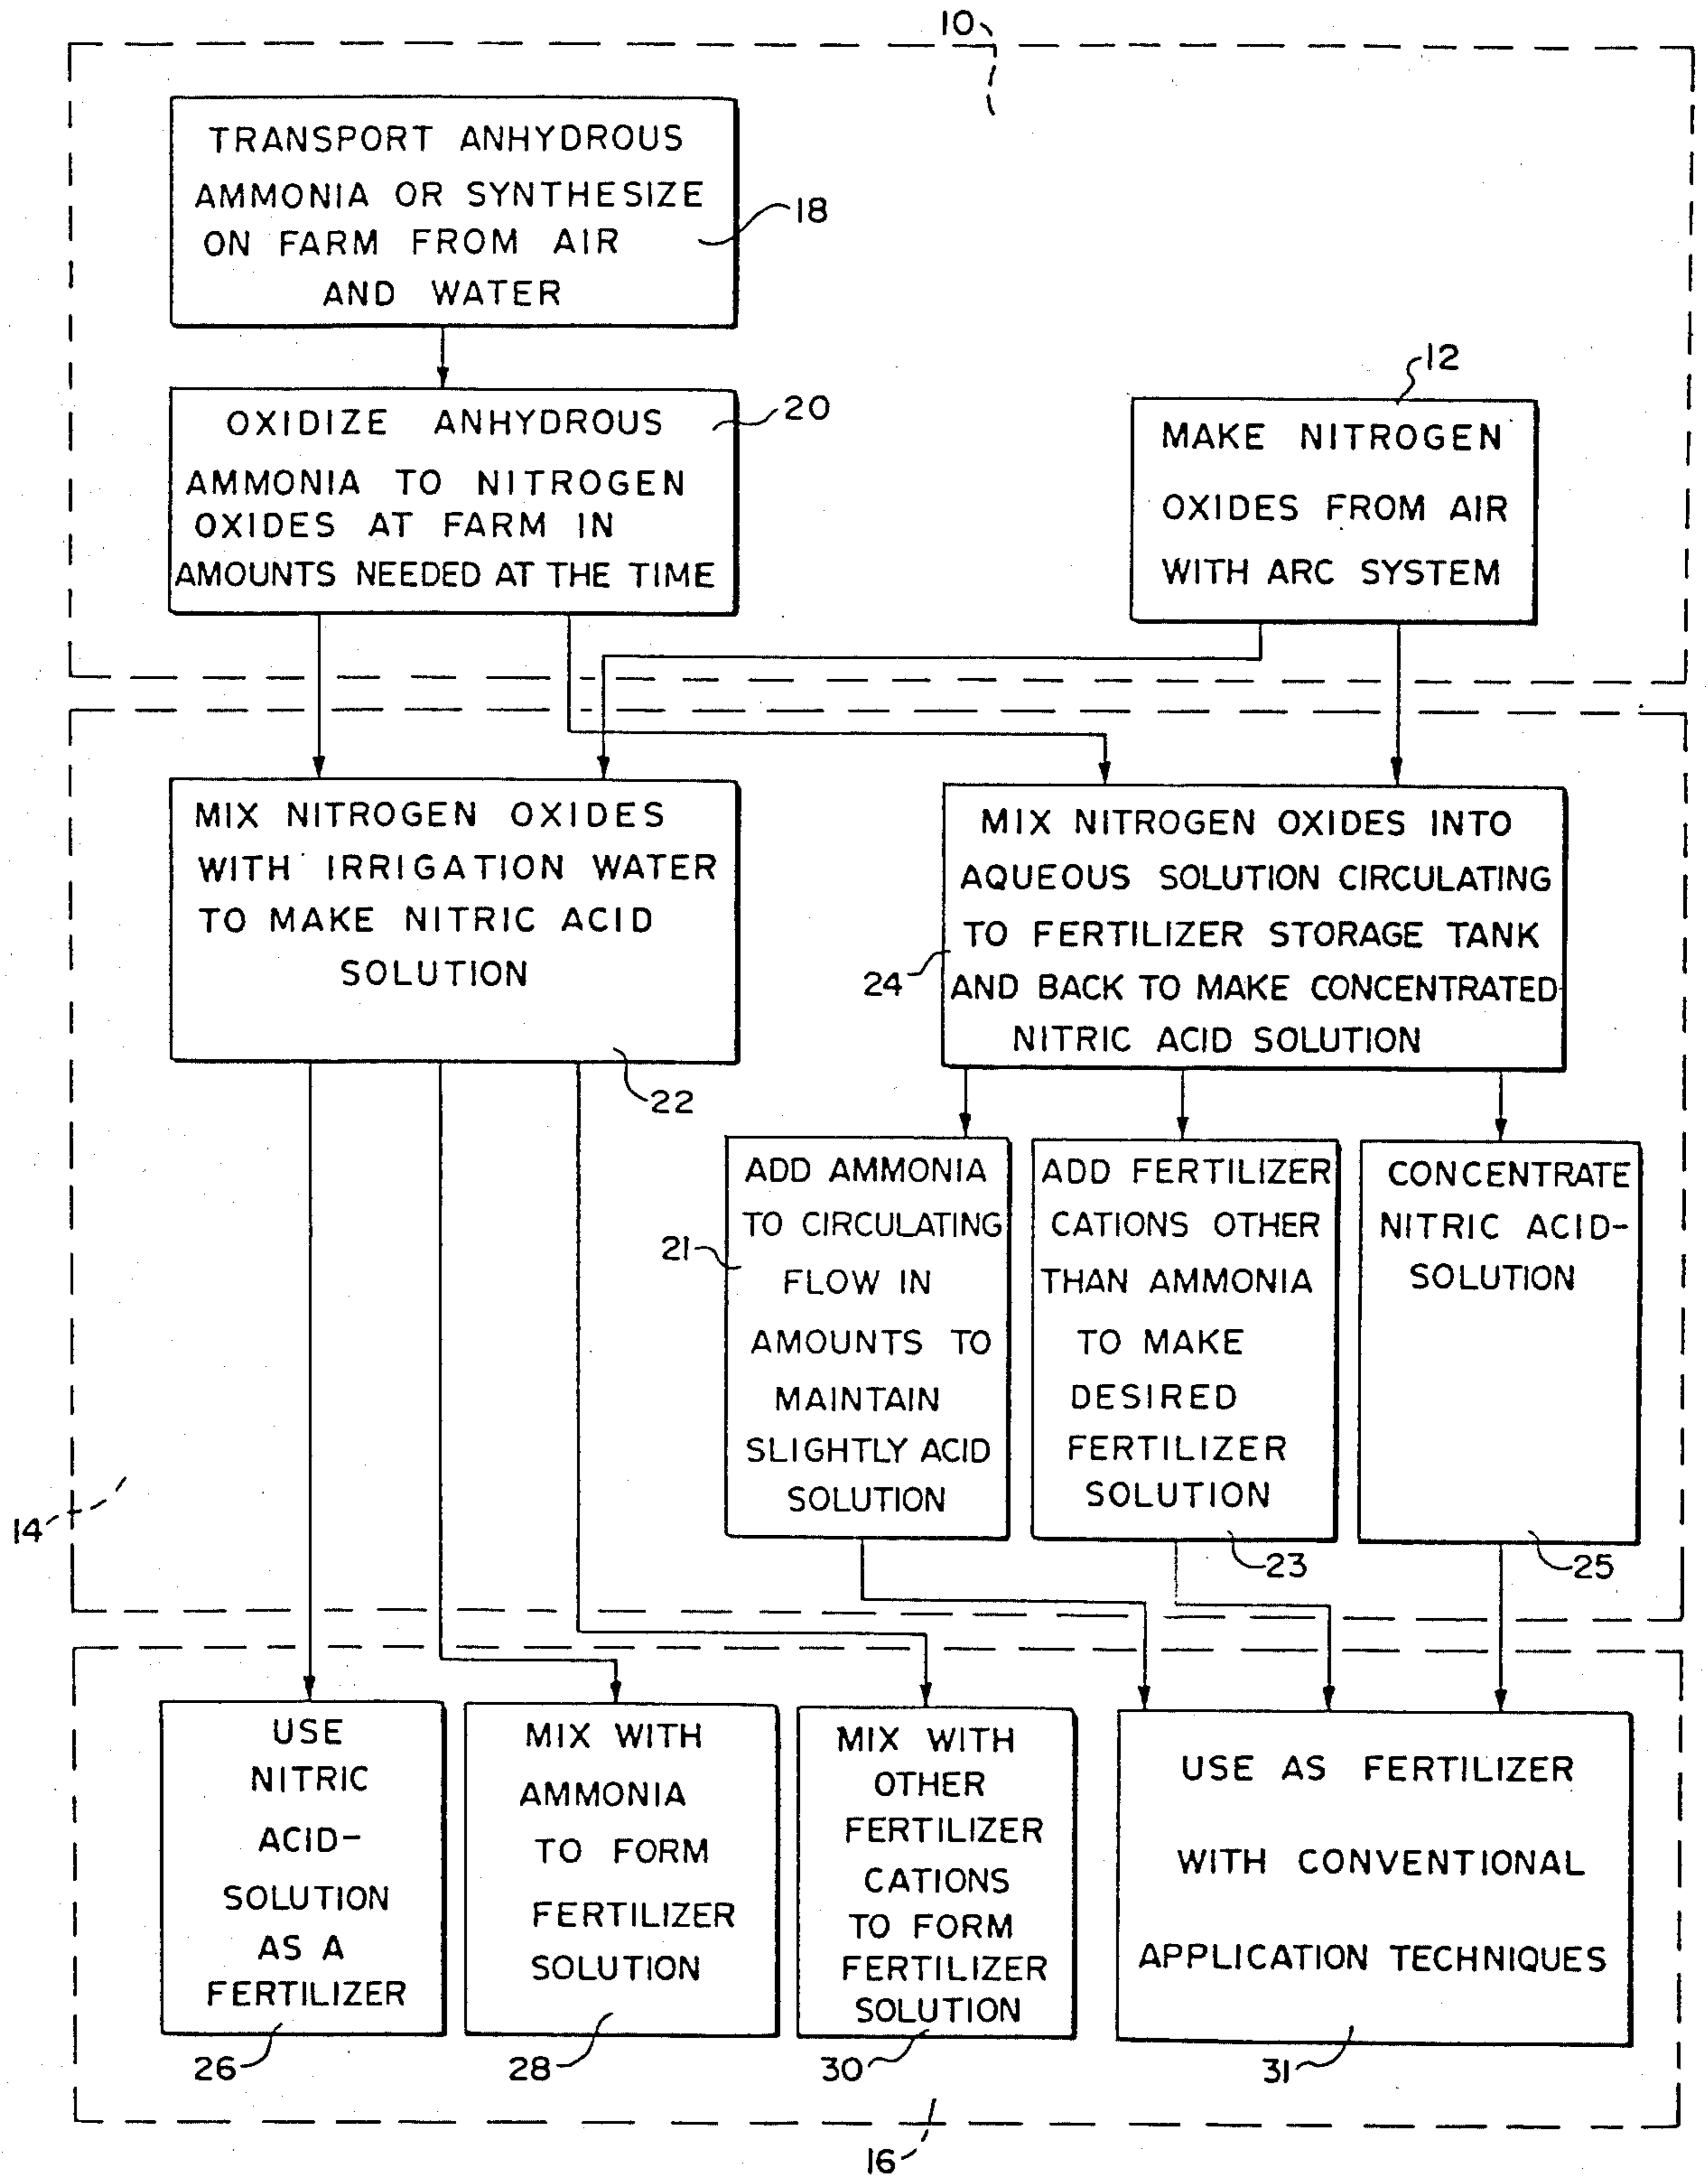 10
TRANSPORT ANHYDROUS
AMMONIA OR SYNTHESIZE
ON FARM FROM AIR
AND WATER
18
OXIDIZE ANHYDROUS
AMMONIA TO NITROGEN
OXIDES AT FARM IN
AMOUNTS NEEDED AT THE TIME
20
12
MAKE NITROGEN
OXIDES FROM AIR
WITH ARC SYSTEM
MIX NITROGEN OXIDES
WITH IRRIGATION WATER
TO MAKE NITRIC ACID
SOLUTION
22
MIX NITROGEN OXIDES INTO
AQUEOUS SOLUTION CIRCULATING
TO FERTILIZER STORAGE TANK
AND BACK TO MAKE CONCENTRATED
NITRIC ACID SOLUTION
24
ADD AMMONIA
TO CIRCULATING
FLOW IN
AMOUNTS TO
MAINTAIN
SLIGHTLY ACID
SOLUTION
21
ADD FERTILIZER
CATIONS OTHER
THAN AMMONIA
TO MAKE
DESIRED
FERTILIZER
SOLUTION
23
CONCENTRATE
NITRIC ACID-
SOLUTION
25
14
USE
NITRIC
ACID-
SOLUTION
AS A
FERTILIZER
26
MIX WITH
AMMONIA
TO FORM
FERTILIZER
SOLUTION
28
MIX WITH
OTHER
FERTILIZER
CATIONS
TO FORM
FERTILIZER
SOLUTION
30
USE AS FERTILIZER
WITH CONVENTIONAL
APPLICATION TECHNIQUES
31
16